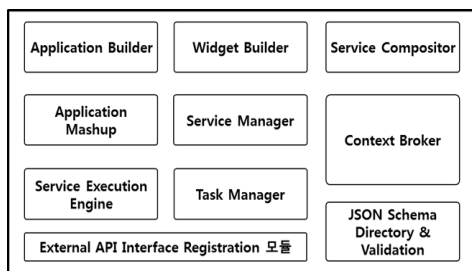 Application Builder
Widget Builder
Service Compositor
Application
Mashup
Service Manager
Context Broker
Service Execution
Engine
Task Manager
JSON Schema
Directory &
Validation
External API Interface Registration 모듈